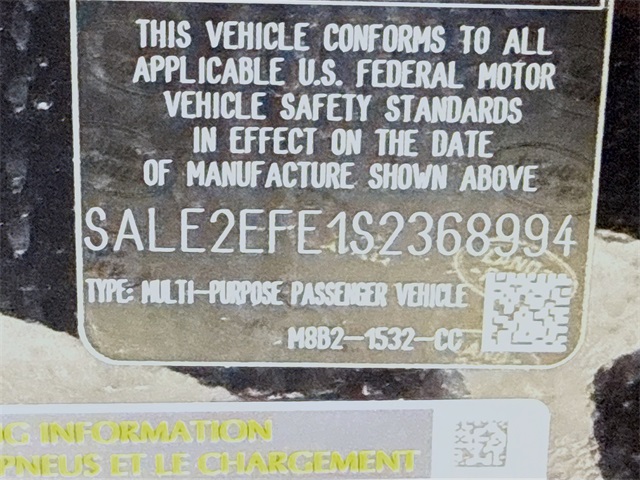 THIS VEHICLE CONFORMS TO ALL
APPLICABLE U.S. FEDERAL MOTOR
VEHICLE SAFETY STANDARDS
IN EFFECT ON THE DATE
OF MANUFACTURE SHOWN ABOVE
SALE2EFE1S2368994
TYPE: MULTI-PURPOSE PASSENGER VEHICLE
M8B2-1532-CC
INFORMATION
PNEUS ET LE CHARGEMENT